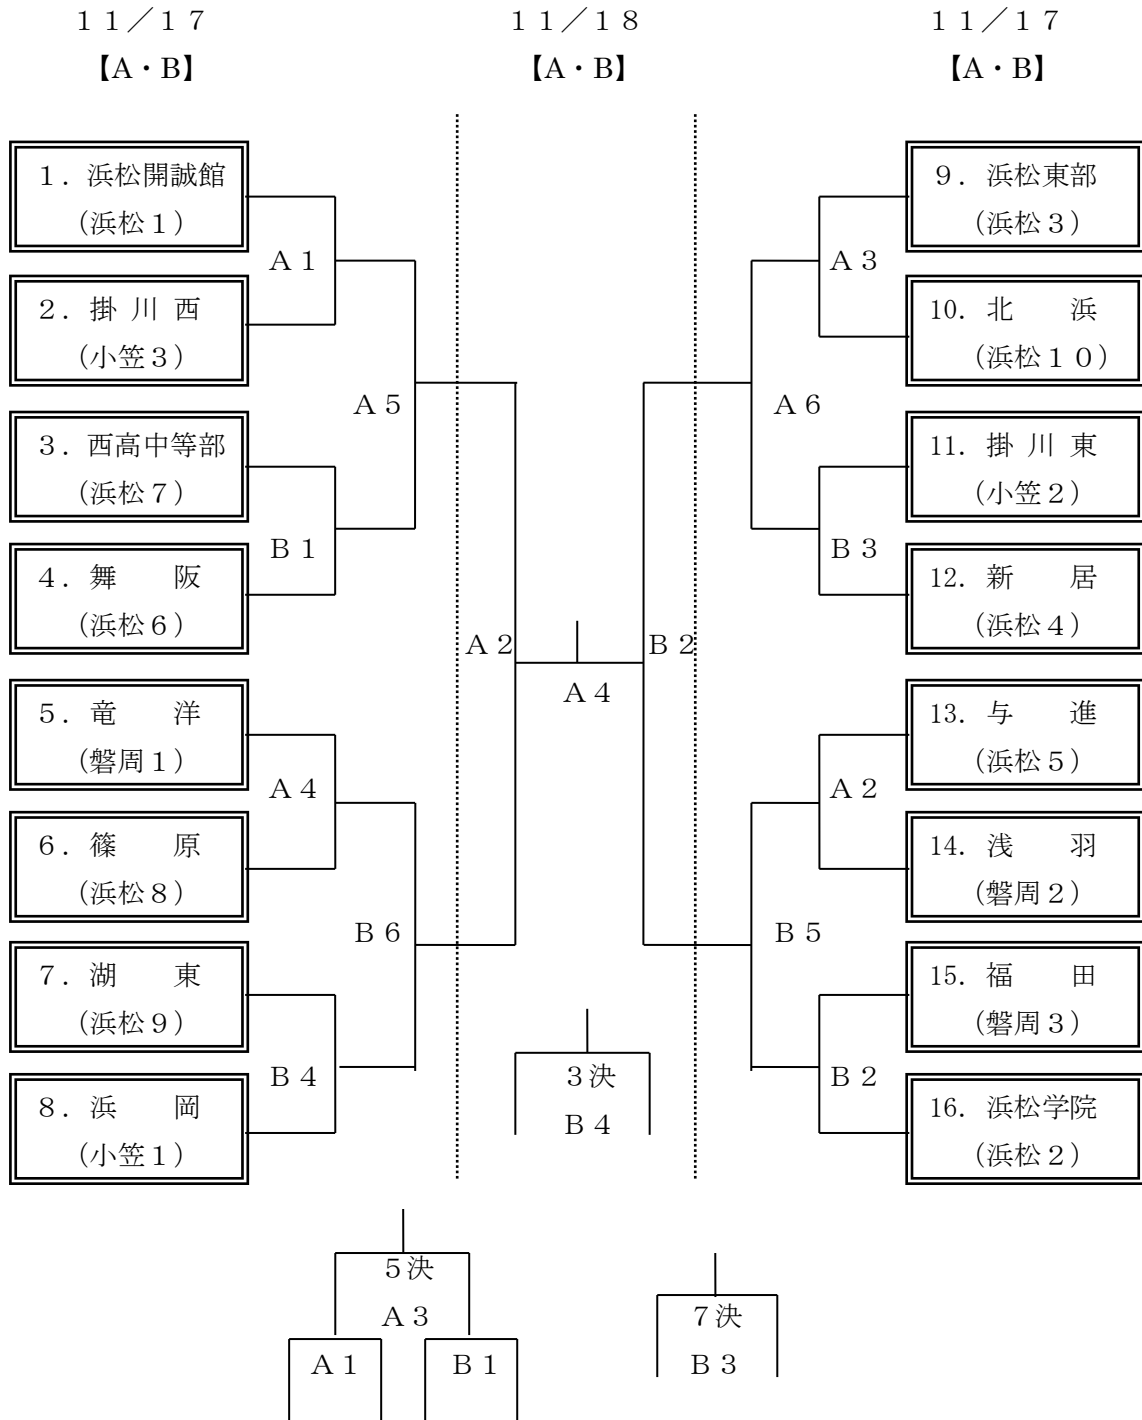 １１／１７
【A・B】
１１／１８
【A・B】
１１／１７
【A・B】
１．浜松開誠館
（浜松１）
A１
２．掛 川 西
（小笠３）
A５
３．西高中等部
（浜松７）
B１
４．舞　　阪
（浜松６）
５．竜　　洋
（磐周１）
A４
６．篠　　原
（浜松８）
B６
７．湖　　東
（浜松９）
B４
８．浜　　岡
（小笠１）
A２
A４
B２
３決
B４
9．浜松東部
（浜松３）
A３
10．北　　浜
（浜松１０）
A６
11．掛 川 東
（小笠２）
B３
12．新　　居
（浜松４）
13．与　　進
（浜松５）
A２
14．浅　　羽
（磐周２）
B５
15．福　　田
（磐周３）
B２
16．浜松学院
（浜松２）
５決
A３
A１
B１
７決
B３